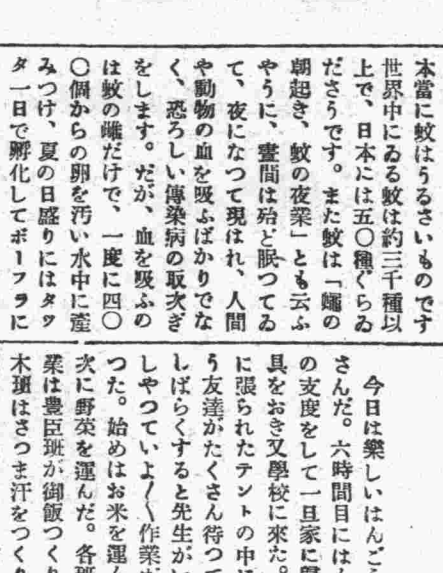 本當に蚊はうるさいものです
世界中にゐる蚊は約三千種以
上で、日本には五〇種ぐらゐ
ださうです。また蚊は「蠅の
朝起き、蚊の夜業」とも云ふ
やうに、晝間は殆ど眠つてゐ
て、夜になつて現はれ、人間
や動物の血を吸ふばかりでな
く、恐ろしい傳染病の取次ぎ
をします。だが、血を吸ふの
は蚊の雌だけで、一度に四〇
〇個からの卵を汚い水中に產
みつけ、夏の日盛りにはタッ
タ一日で孵化してボーフラに
今日は樂しいはんご
さんだ。六時間目には
の支度をして一旦家に
具をおき又學校に來た。
に張られたテントの中に
う友達がたくさん待つて
しばらくすると先生がい
しやつていよ〳〵作業が
つた。始めはお米を運ん
次に野菜を運んだ。各班
業は豊臣班が御飯つくり
木班はさつま汗をつくり